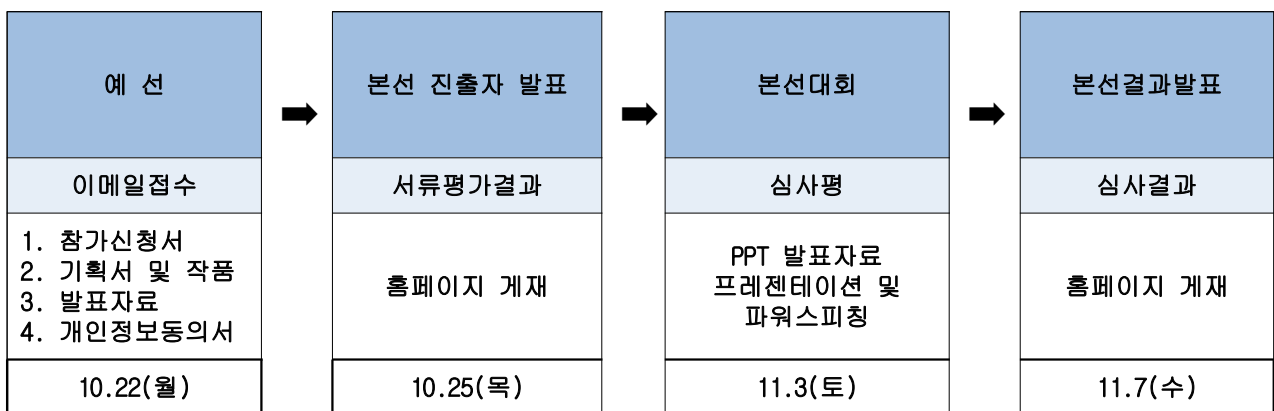 예 선
이메일접수
1. 참가신청서
2. 기획서 및 작품
3. 발표자료
4. 개인정보동의서
10.22(월)
본선 진출자 발표
서류평가결과
홈페이지 게재
10.25(목)
본선대회
심사평
PPT 발표자료
프레젠테이션 및
파워스피칭
11.3(토)
본선결과발표
심사결과
홈페이지 게재
11.7(수)